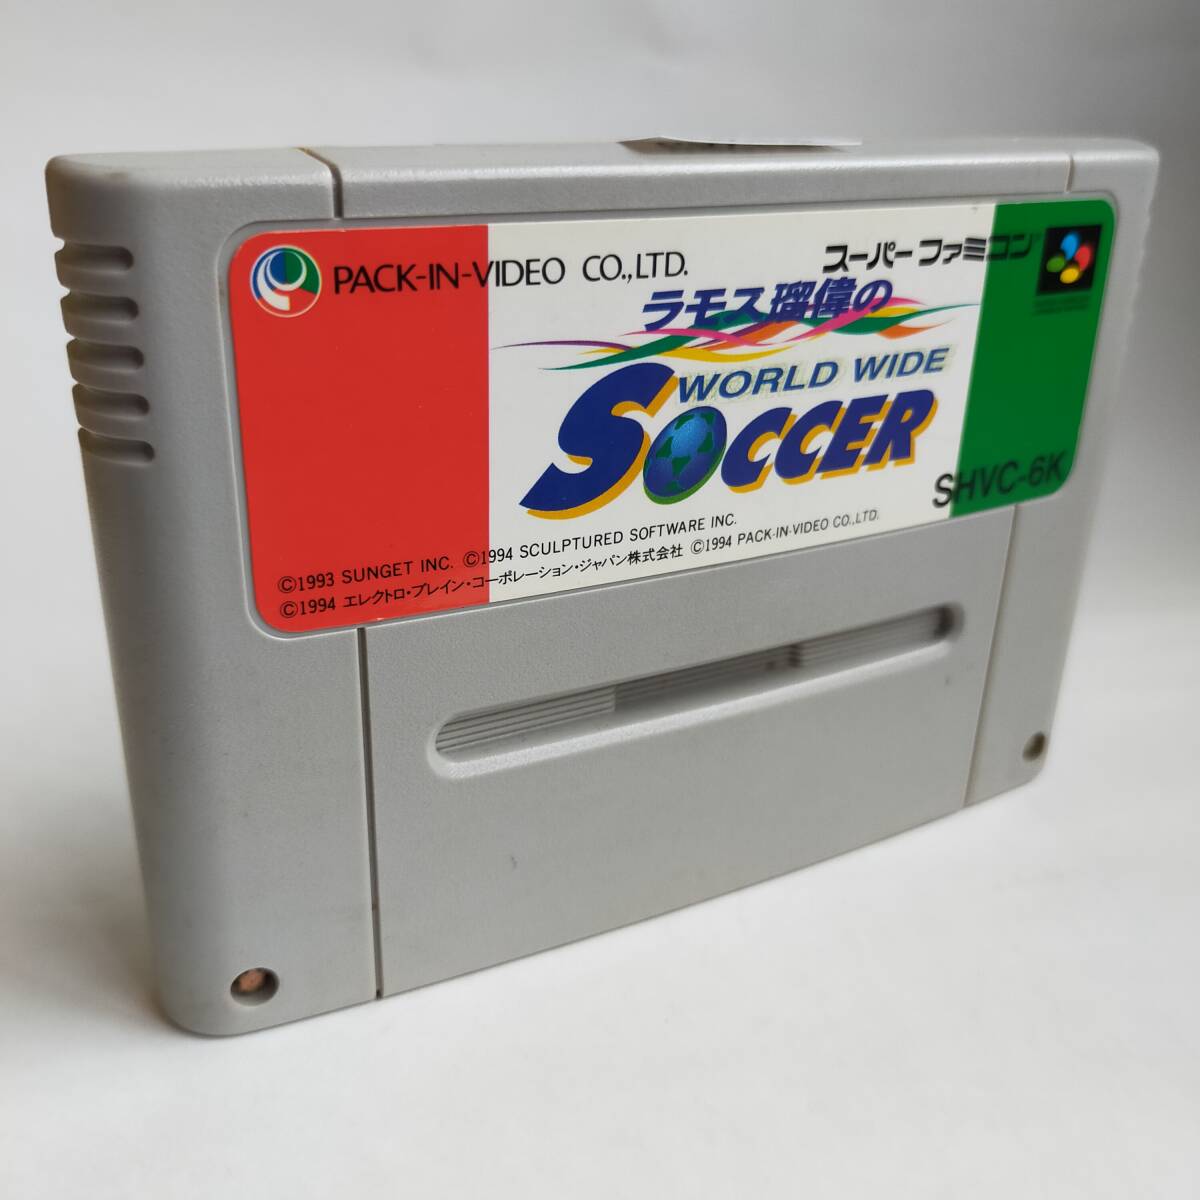 PACK-IN-VIDEO CO.,LTD.
スーパーファミコン
ラモス瑠偉の
WORLD WIDE
SOCCER
SHVC-6K
©1993 SUNGET INC. ©1994 SCULPTURED SOFTWARE INC.
©1994 エレクトロ・ブレイン・コーポレーション・ジャパン株式会社 ©1994 PACK-IN-VIDEO CO.,LTD.